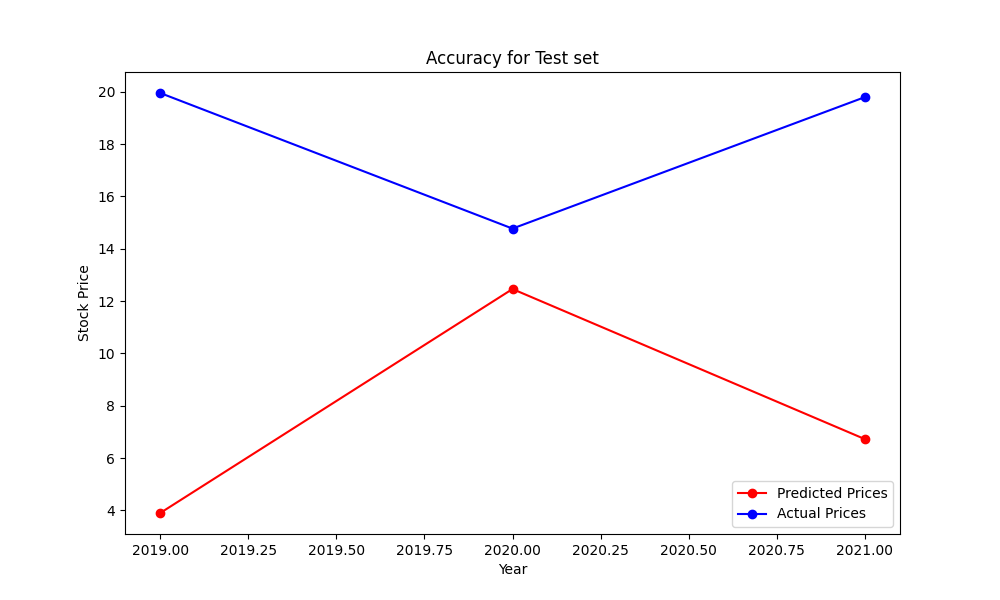 Accuracy for Test set
20
18
16
14
12
10
8
6
4
Stock Price
2019.00 2019.25 2019.50 2019.75 2020.00 2020.25 2020.50 2020.75 2021.00
Year
Predicted Prices
Actual Prices